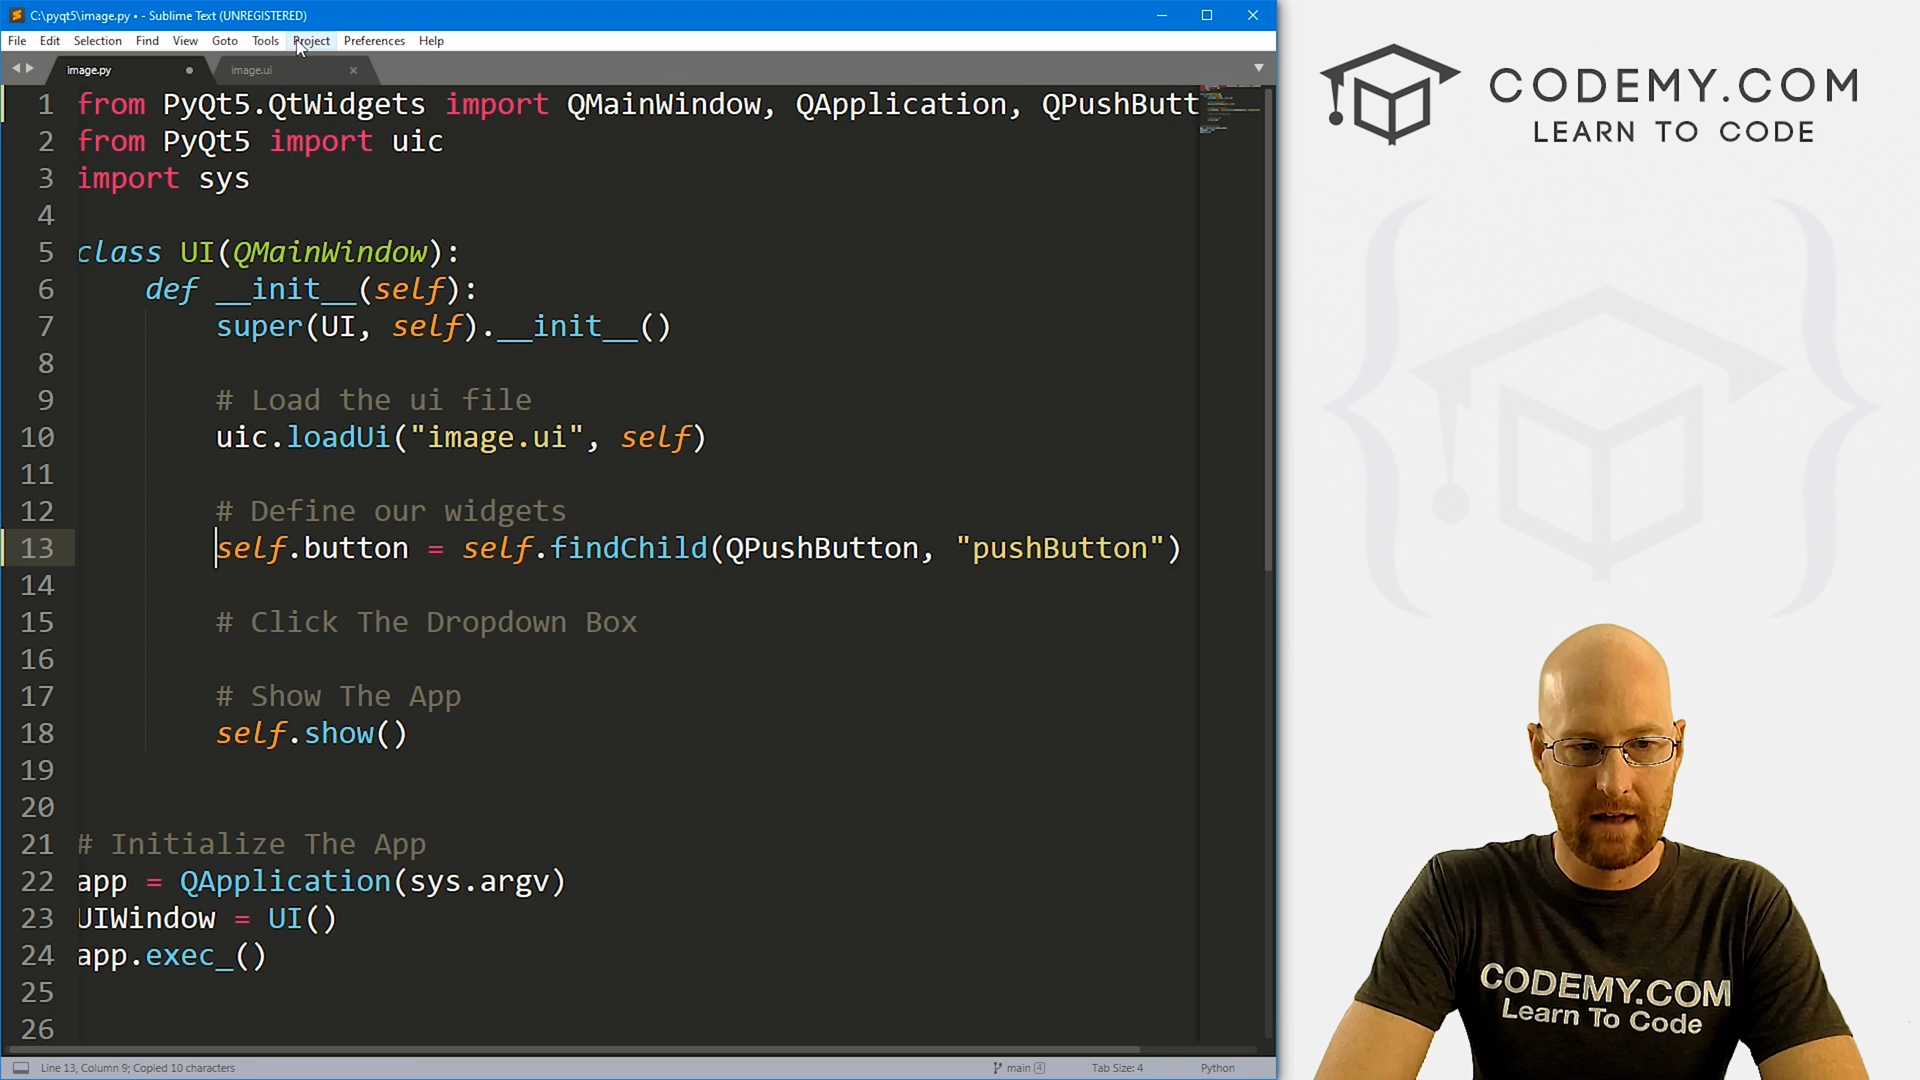 C:\pyqt5\image.py • - Sublime Text (UNREGISTERED)
File Edit Selection Find View Goto Tools Project Preferences Help
image.py
image.ui
1 from PyQt5.QtWidgets import QMainWindow, QApplication, QPushButt
2 from PyQt5 import uic
3 import sys
4
5 class UI(QMainWindow):
6 def __init__(self):
7 super(UI, self).__init__()
8
9 # Load the ui file
10 uic.loadUi("image.ui", self)
11
12 # Define our widgets
13 self.button = self.findChild(QPushButton, "pushButton")
14
15 # Click The Dropdown Box
16
17 # Show The App
18 self.show()
19
20
21 # Initialize The App
22 app = QApplication(sys.argv)
23 UIWindow = UI()
24 app.exec_()
25
26
Line 13, Column 9; Copied 10 characters
main 4
Tab Size: 4
Python
CODEMY.COM
LEARN TO CODE
CODEMY.COM
Learn To Code